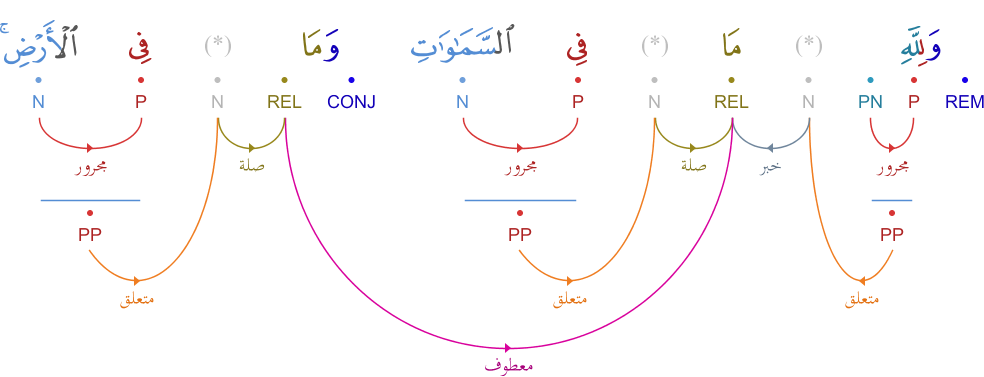 وَلِلَّهِ (*) مَا (*) فِى ٱلسَّمَٰوَٰتِ وَمَا (*) فِى ٱلْأَرْضِ ۚ
REM P PN N REL N P N CONJ REL N P N
مجرور خبر صلة مجرور صلة مجرور
PP PP PP
متعلق متعلق متعلق
معطوف